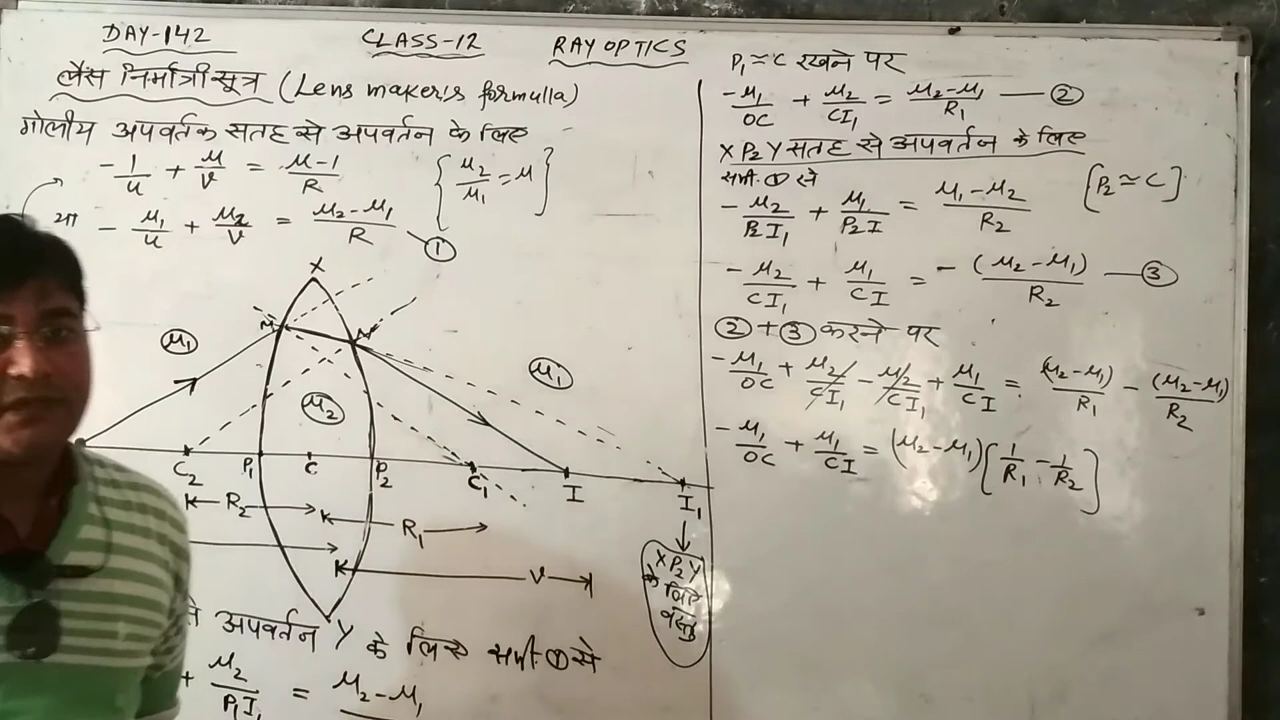 DAY-142 CLASS-12 RAY OPTICS
लैंस निर्मात्री सूत्र (Lens maker's formulla)
गोलीय अपवर्तक सतह से अपवर्तन के लिए
-1/u + μ/v = μ-1/R {μ2/μ1 = μ}
या -μ1/u + μ2/v = μ2-μ1/R ①
X
M N
μ1 μ1
μ2
C2 P1 C P2 C1 I I1
R2 R1
v
XP2Y
के लिए
वस्तु
Y
से अपवर्तन के लिए समी. ① से
+ μ2/P1I1 = μ2-μ1
P1≃C रखने पर
-μ1/OC + μ2/CI1 = μ2-μ1/R1 — ②
XP2Y सतह से अपवर्तन के लिए
समी. ① से [P2≃C]
-μ2/P2I1 + μ1/P2I = μ1-μ2/R2
-μ2/CI1 + μ1/CI = -(μ2-μ1)/R2 — ③
② + ③ करने पर
-μ1/OC + μ2/CI1 - μ2/CI1 + μ1/CI = (μ2-μ1)/R1 - (μ2-μ1)/R2
-μ1/OC + μ1/CI = (μ2-μ1)[1/R1 - 1/R2]